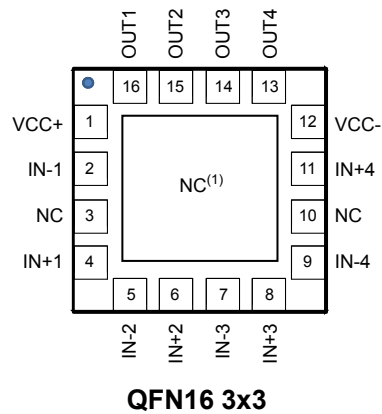 OUT1 OUT2 OUT3 OUT4
16 15 14 13
VCC+ 1 12 VCC-
IN-1 2 11 IN+4
NC 3 NC(1) 10 NC
IN+1 4 9 IN-4
5 6 7 8
IN-2 IN+2 IN-3 IN+3
QFN16 3x3